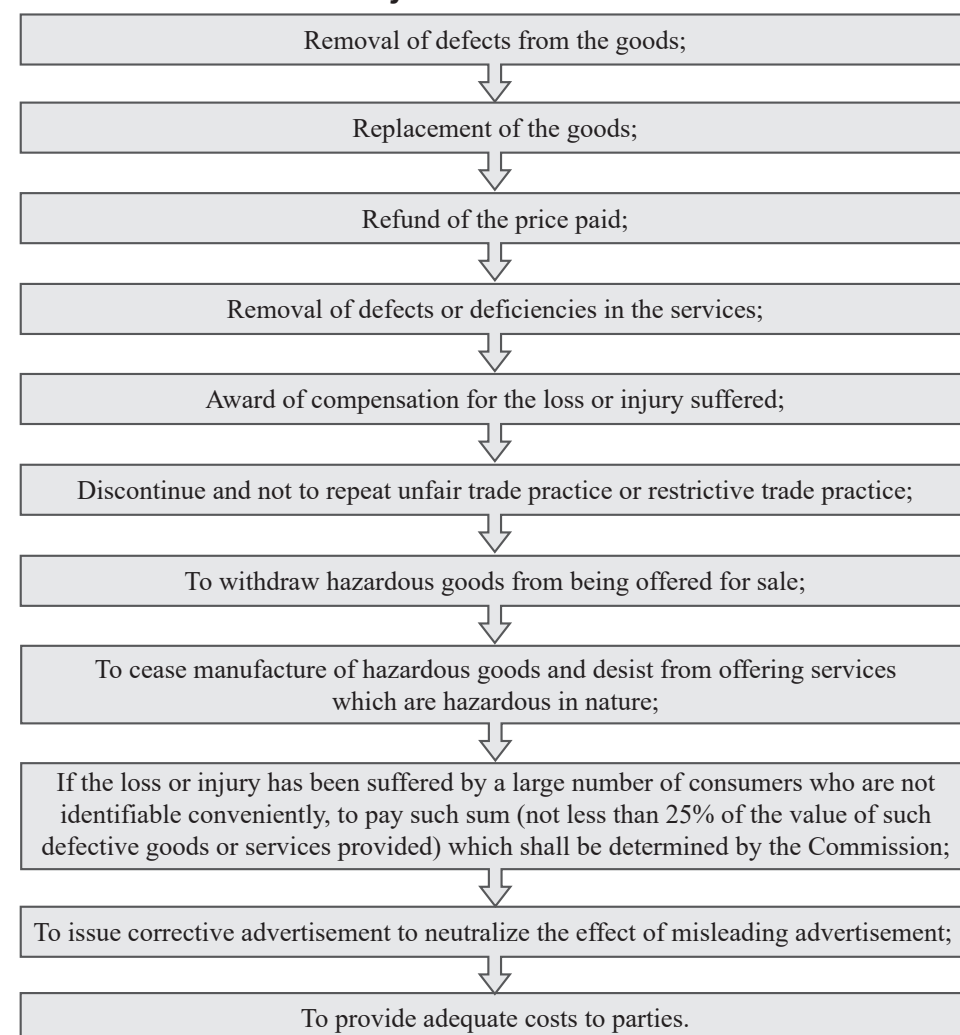 Removal of defects from the goods;
Replacement of the goods;
Refund of the price paid;
Removal of defects or deficiencies in the services;
Award of compensation for the loss or injury suffered;
Discontinue and not to repeat unfair trade practice or restrictive trade practice;
To withdraw hazardous goods from being offered for sale;
To cease manufacture of hazardous goods and desist from offering services
which are hazardous in nature;
If the loss or injury has been suffered by a large number of consumers who are not
identifiable conveniently, to pay such sum (not less than 25% of the value of such
defective goods or services provided) which shall be determined by the Commission;
To issue corrective advertisement to neutralize the effect of misleading advertisement;
To provide adequate costs to parties.